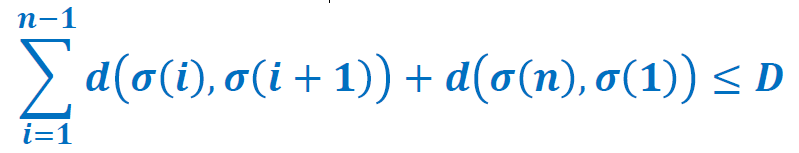 n−1
∑ d(σ(i), σ(i + 1)) + d(σ(n), σ(1)) ≤ D
i=1